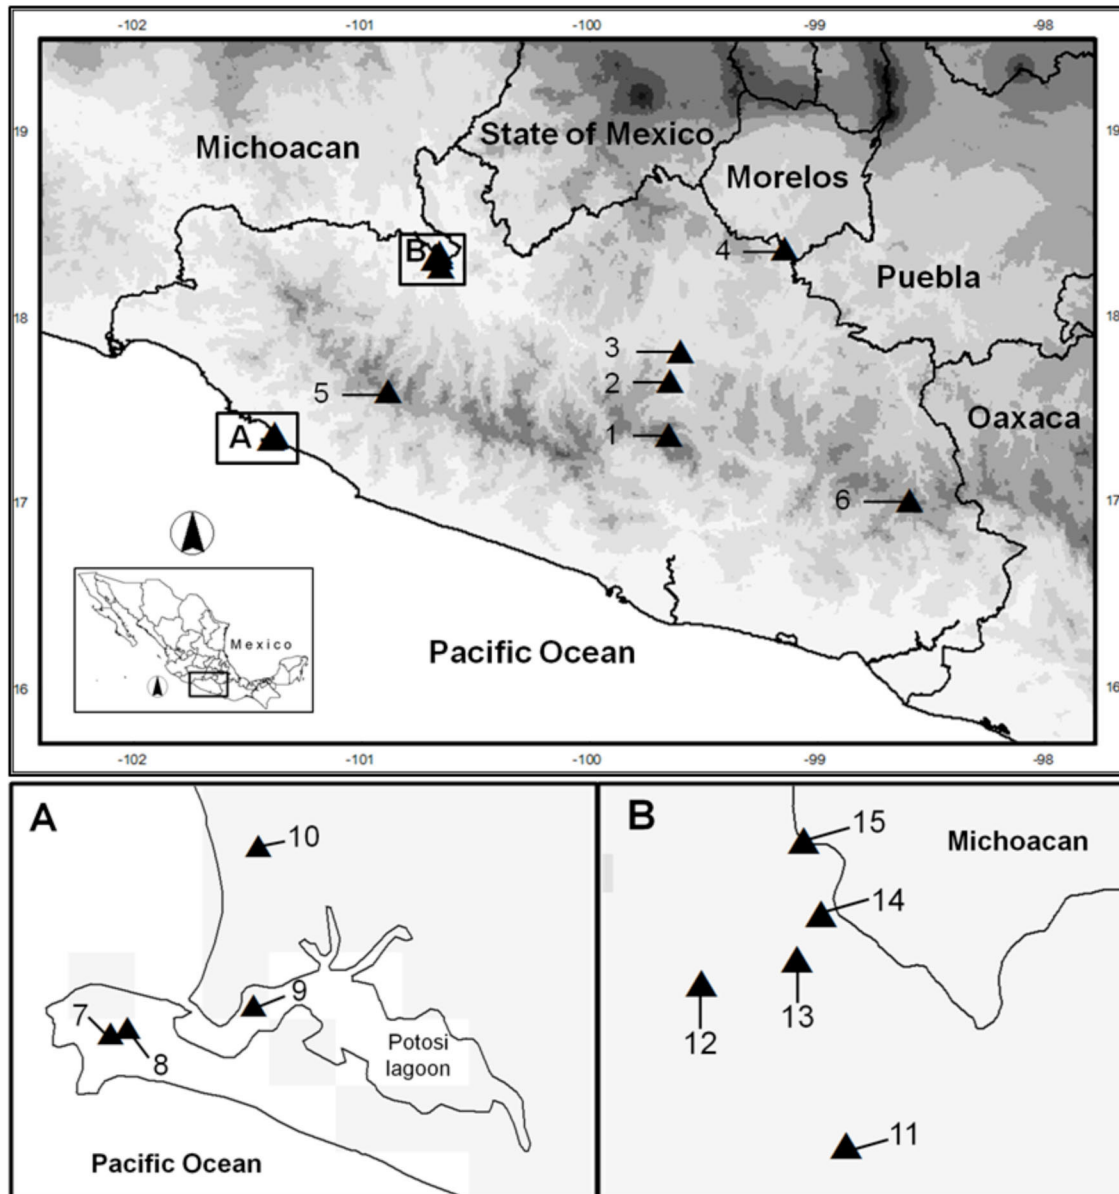 -102 -101 -100 -99 -98
19 Michoacan State of Mexico 19
Morelos
B 4
Puebla
18 3 18
5 2
Oaxaca
A 1
17 6 17
Mexico
Pacific Ocean
16 16
-102 -101 -100 -99 -98
A
10
9
7
8
Potosi
lagoon
Pacific Ocean
B
15
Michoacan
14
13
12
11